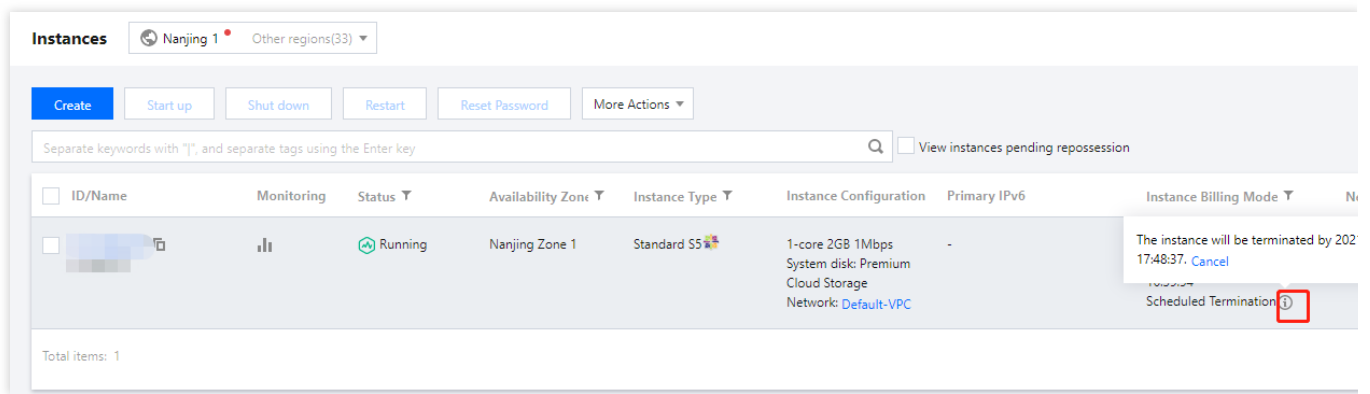 Instances Nanjing 1 Other regions(33)
Create Start up Shut down Restart Reset Password More Actions
Separate keywords with "|", and separate tags using the Enter key View instances pending repossession
ID/Name Monitoring Status Availability Zone Instance Type Instance Configuration Primary IPv6 Instance Billing Mode
Running Nanjing Zone 1 Standard S5 1-core 2GB 1Mbps -
System disk: Premium
Cloud Storage
Network: Default-VPC
The instance will be terminated by 202
17:48:37. Cancel
Scheduled Termination
Total items: 1